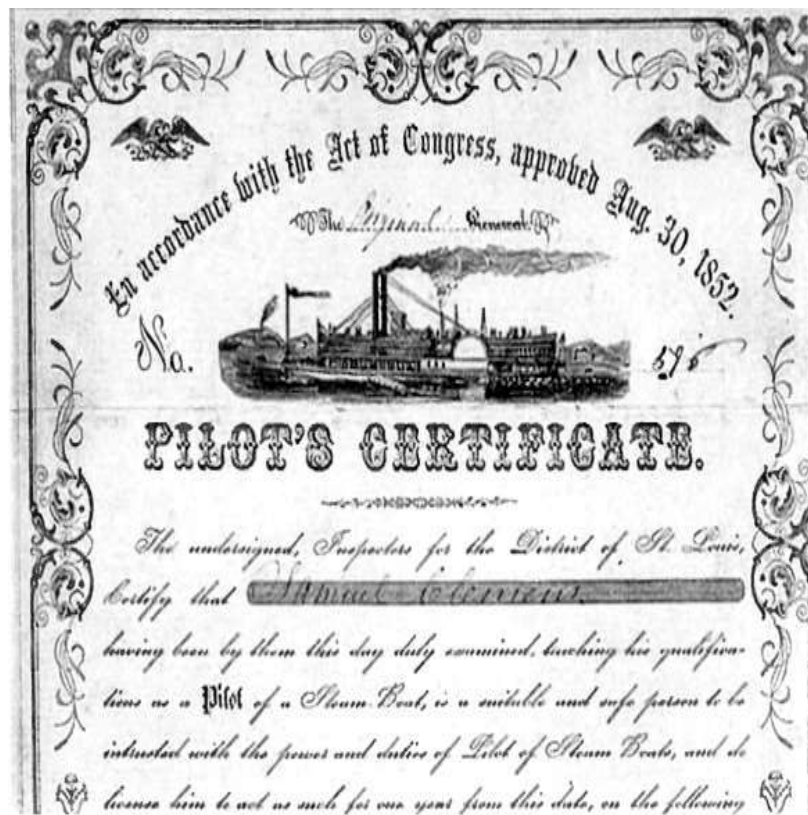 In accordance with the Act of Congress, approved Aug. 30, 1852.
The Original Renewal.
No.
PILOT'S CERTIFICATE.
The undersigned, Inspectors for the District of St. Louis,
Certify that Samuel Clemens
having been by them this day duly examined, touching his qualifica-
tions as a Pilot of a Steam-Boat, is a suitable and safe person to be
intrusted with the power and duties of Pilot of Steam Boats, and do
license him to act as such for one year from this date, on the following